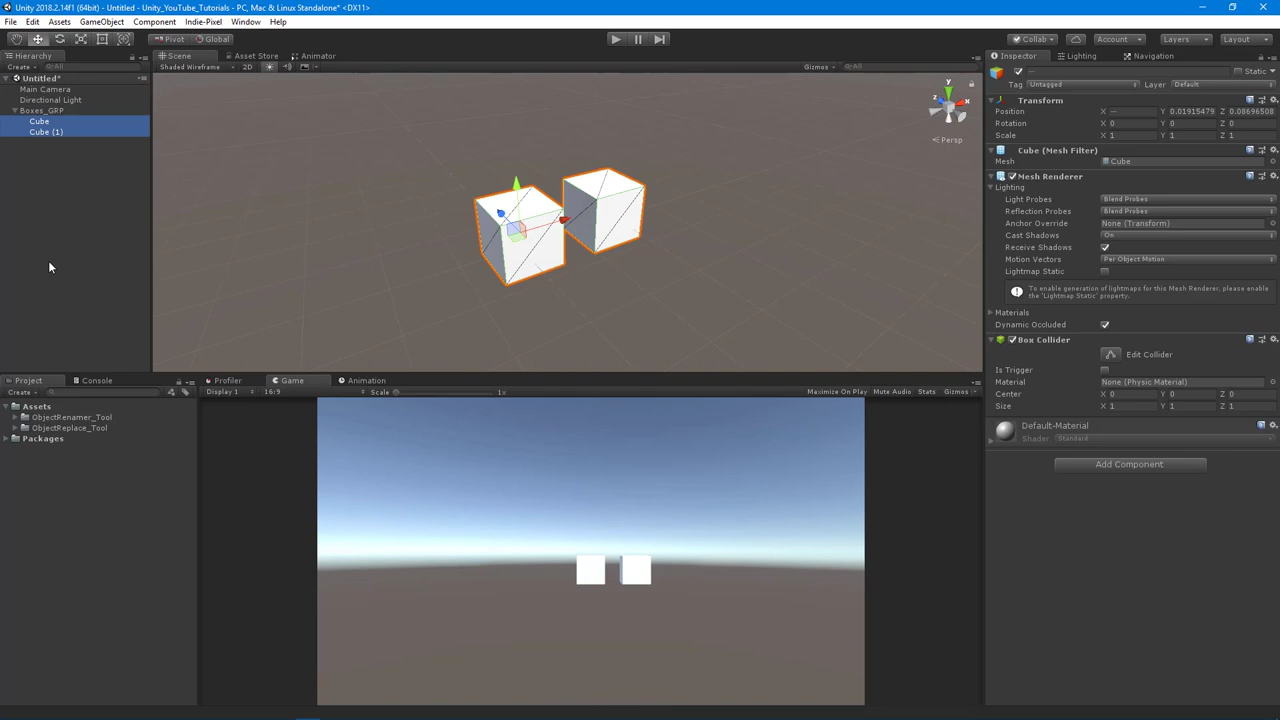 Unity 2018.2.14f1 (64bit) - Untitled - Unity_YouTube_Tutorials - PC, Mac & Linux Standalone* <DX11>
File Edit Assets GameObject Component Indie-Pixel Window Help
Pivot Global Collab Account Layers Layout
Hierarchy Scene Asset Store Animator Inspector Lighting Navigation
Create All Shaded Wireframe 2D Gizmos All
Untitled*
Main Camera
Directional Light
Boxes_GRP
Cube
Cube (1)
y
x
z
Persp
Static
Tag Untagged Layer Default
Transform
Position X — Y 0.01915479 Z 0.08696508
Rotation X 0 Y 0 Z 0
Scale X 1 Y 1 Z 1
Cube (Mesh Filter)
Mesh Cube
Mesh Renderer
Lighting
Light Probes Blend Probes
Reflection Probes Blend Probes
Anchor Override None (Transform)
Cast Shadows On
Receive Shadows
Motion Vectors Per Object Motion
Lightmap Static
To enable generation of lightmaps for this Mesh Renderer, please enable
the 'Lightmap Static' property.
Materials
Dynamic Occluded
Box Collider
Edit Collider
Is Trigger
Material None (Physic Material)
Center X 0 Y 0 Z 0
Size X 1 Y 1 Z 1
Default-Material
Shader Standard
Add Component
Project Console Profiler Game Animation
Create Display 1 16:9 Scale 1x Maximize On Play Mute Audio Stats Gizmos
Assets
ObjectRenamer_Tool
ObjectReplace_Tool
Packages